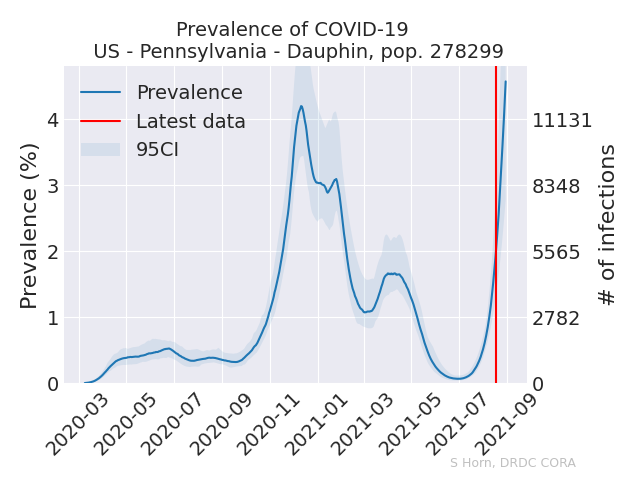 Prevalence of COVID-19
US - Pennsylvania - Dauphin, pop. 278299
Prevalence
Latest data
95CI
Prevalence (%)
4
3
2
1
0
11131
8348
5565
2782
0
# of infections
2020-03
2020-05
2020-07
2020-09
2020-11
2021-01
2021-03
2021-05
2021-07
2021-09
S Horn, DRDC CORA